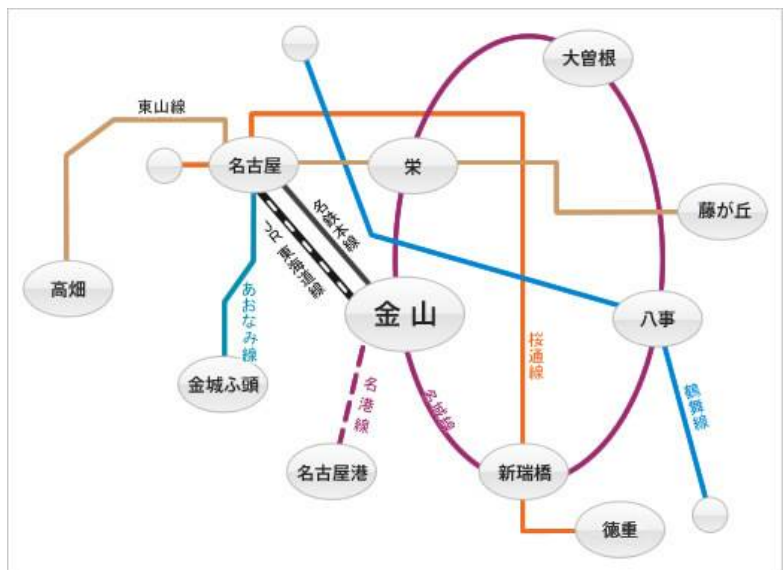 大曽根
東山線
名古屋
栄
藤が丘
名鉄本線
JR東海道線
高畑
あおなみ線
金山
八事
桜通線
金城ふ頭
名港線
名城線
鶴舞線
名古屋港
新瑞橋
徳重